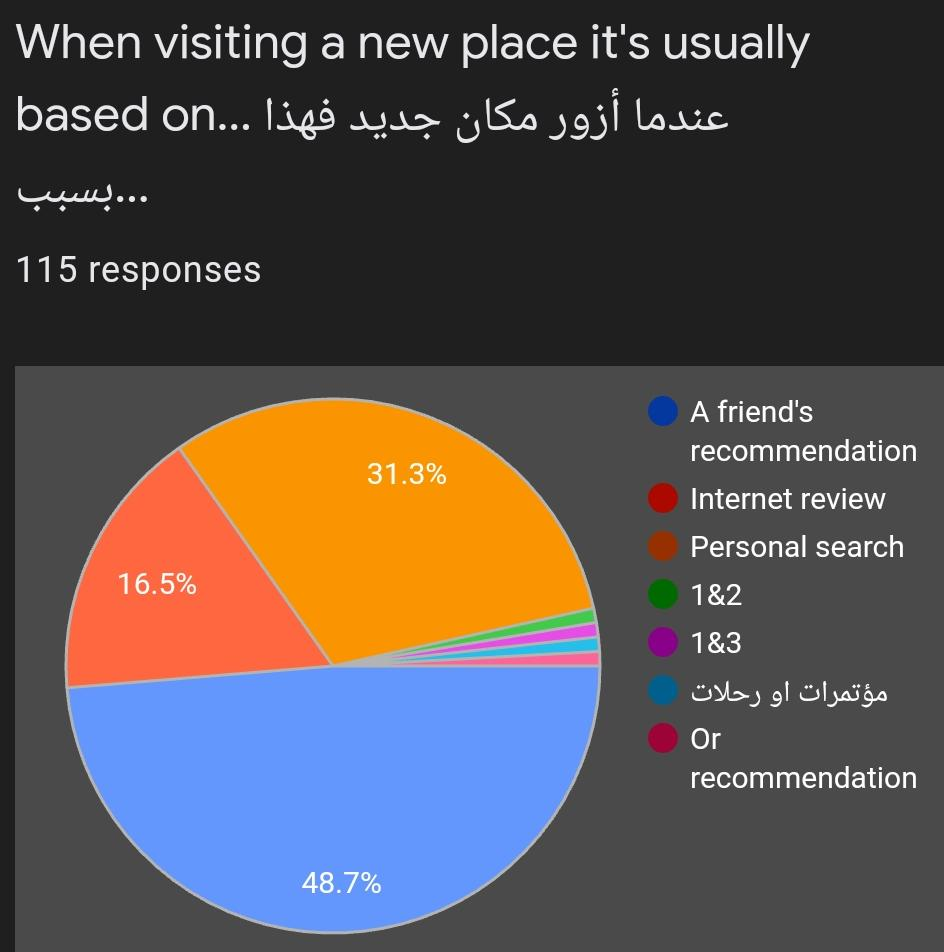 When visiting a new place it's usually
based on... عندما أزور مكان جديد فهذا
بسبب...
115 responses
31.3%
16.5%
48.7%
A friend's
recommendation
Internet review
Personal search
1&2
1&3
مؤتمرات او رحلات
Or
recommendation